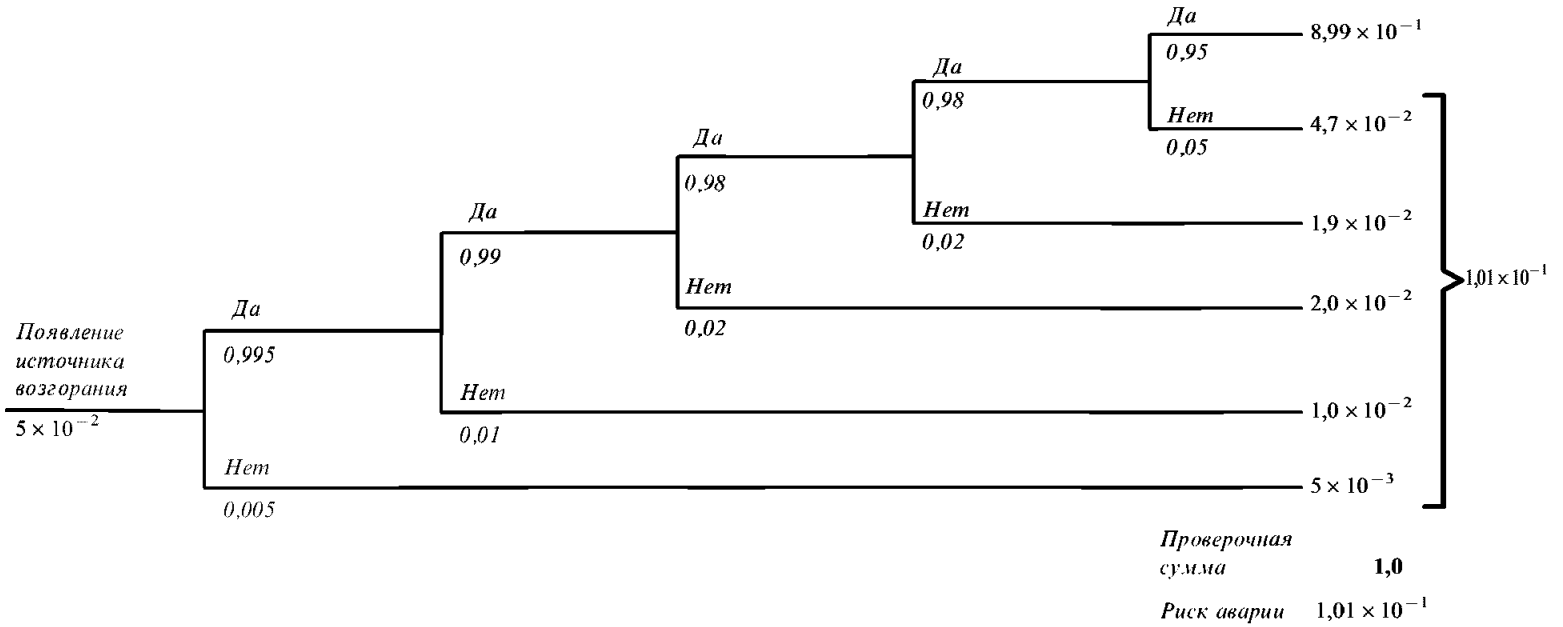 Да
8,99 × 10⁻¹
0,95
Да
0,98
Нет
4,7 × 10⁻²
0,05
Да
0,98
Нет
1,9 × 10⁻²
0,02
Да
0,99
Нет
2,0 × 10⁻²
0,02
1,01 × 10⁻¹
Да
0,995
Появление
источника
возгорания
5 × 10⁻²
Нет
1,0 × 10⁻²
0,01
Нет
5 × 10⁻³
0,005
Проверочная
сумма 1,0
Риск аварии 1,01 × 10⁻¹